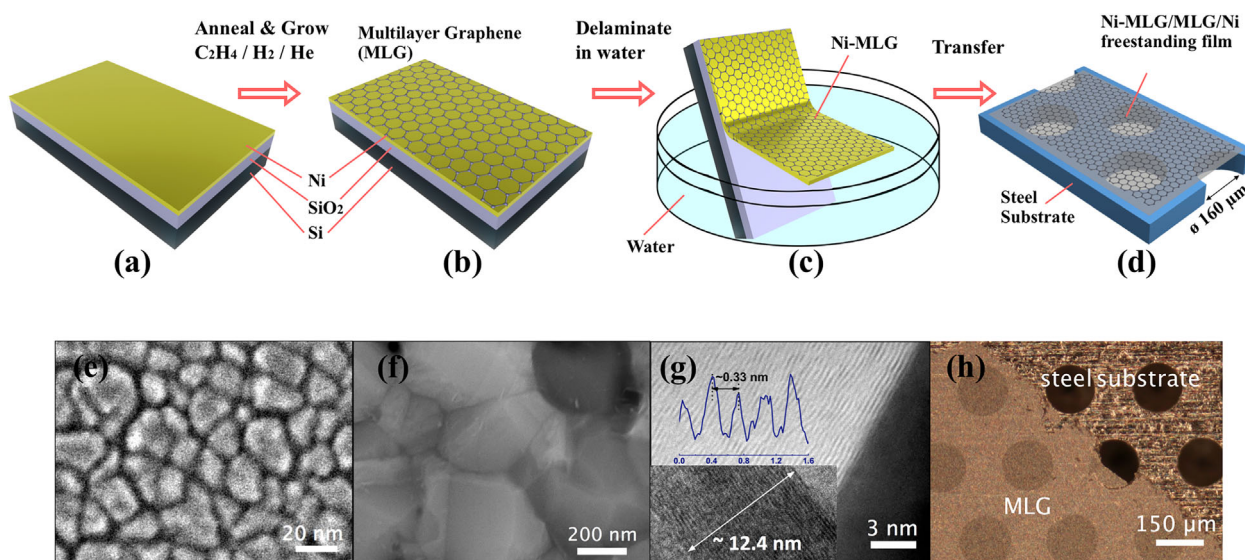 Anneal & Grow
C₂H₄ / H₂ / He
Multilayer Graphene
(MLG)
Delaminate
in water
Ni-MLG
Transfer
Ni-MLG/MLG/Ni
freestanding film
Ni
SiO₂
Si
Water
Steel
Substrate
ø 160 μm
(a)
(b)
(c)
(d)
(e)
20 nm
(f)
200 nm
(g)
~0.33 nm
0.0 0.4 0.8 1.2 1.6
~ 12.4 nm
3 nm
(h)
steel substrate
MLG
150 μm